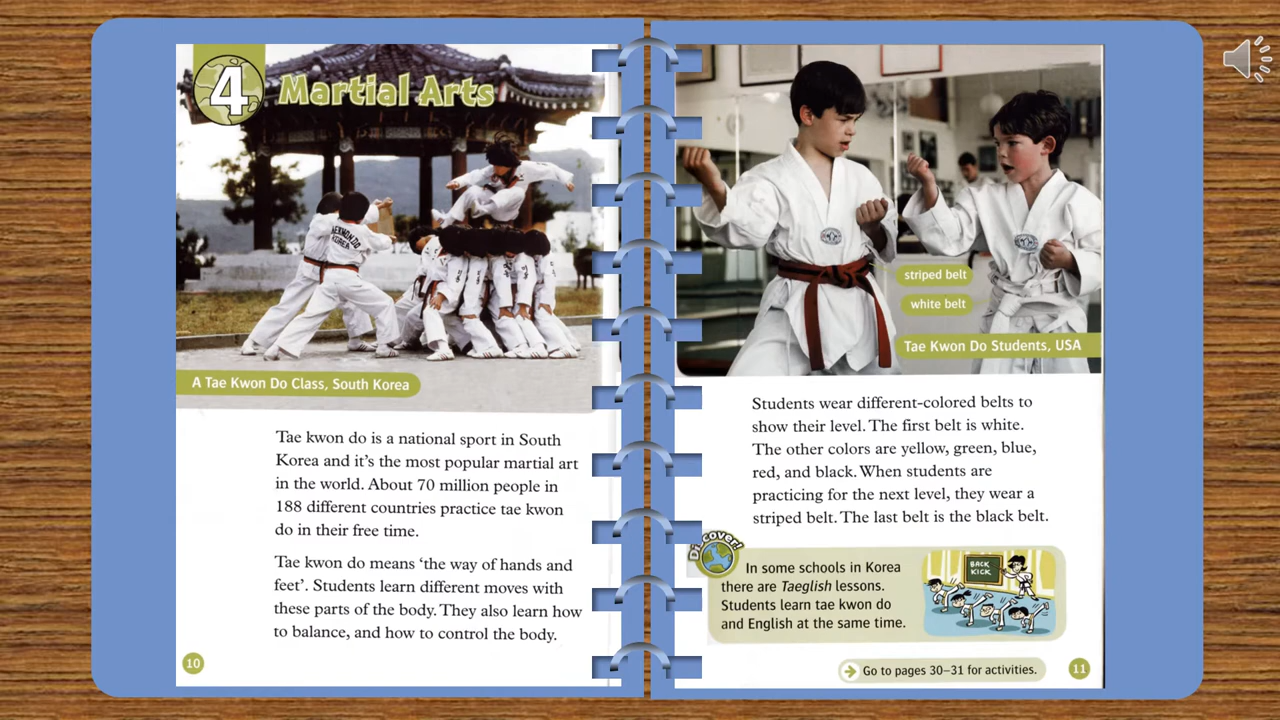 4
Martial Arts
TAEKWONDO
KOREA
A Tae Kwon Do Class, South Korea
Tae kwon do is a national sport in South
Korea and it's the most popular martial art
in the world. About 70 million people in
188 different countries practice tae kwon
do in their free time.
Tae kwon do means ‘the way of hands and
feet’. Students learn different moves with
these parts of the body. They also learn how
to balance, and how to control the body.
10
striped belt
white belt
Tae Kwon Do Students, USA
Students wear different-colored belts to
show their level. The first belt is white.
The other colors are yellow, green, blue,
red, and black. When students are
practicing for the next level, they wear a
striped belt. The last belt is the black belt.
Discover!
In some schools in Korea
there are Taeglish lessons.
Students learn tae kwon do
and English at the same time.
BACK
KICK
Go to pages 30–31 for activities.
11